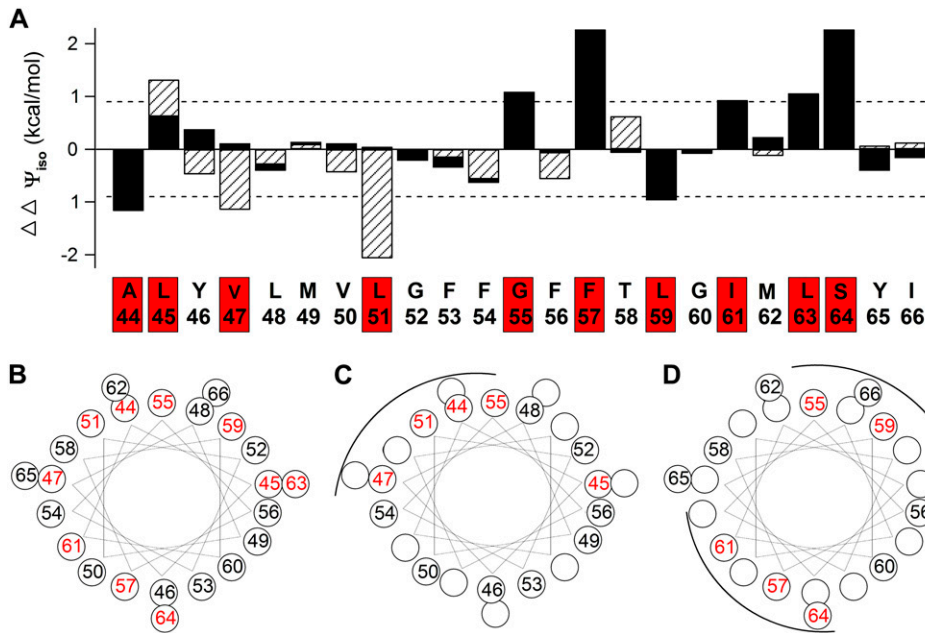 A
Δ Δ Ψiso (kcal/mol)
2
1
0
-1
-2
A L Y V L M V L G F F G F F T L G I M L S Y I
44 45 46 47 48 49 50 51 52 53 54 55 56 57 58 59 60 61 62 63 64 65 66
B
62 66
44 55 48
51 59
58 52
65 47 45 63
54 56
61 49
50 60
57 46 53
64
C
44 55 48
51
52
47 45
54 56
49
50 53
46
D
62 66
55
59
58
65
56
61
60
57
64